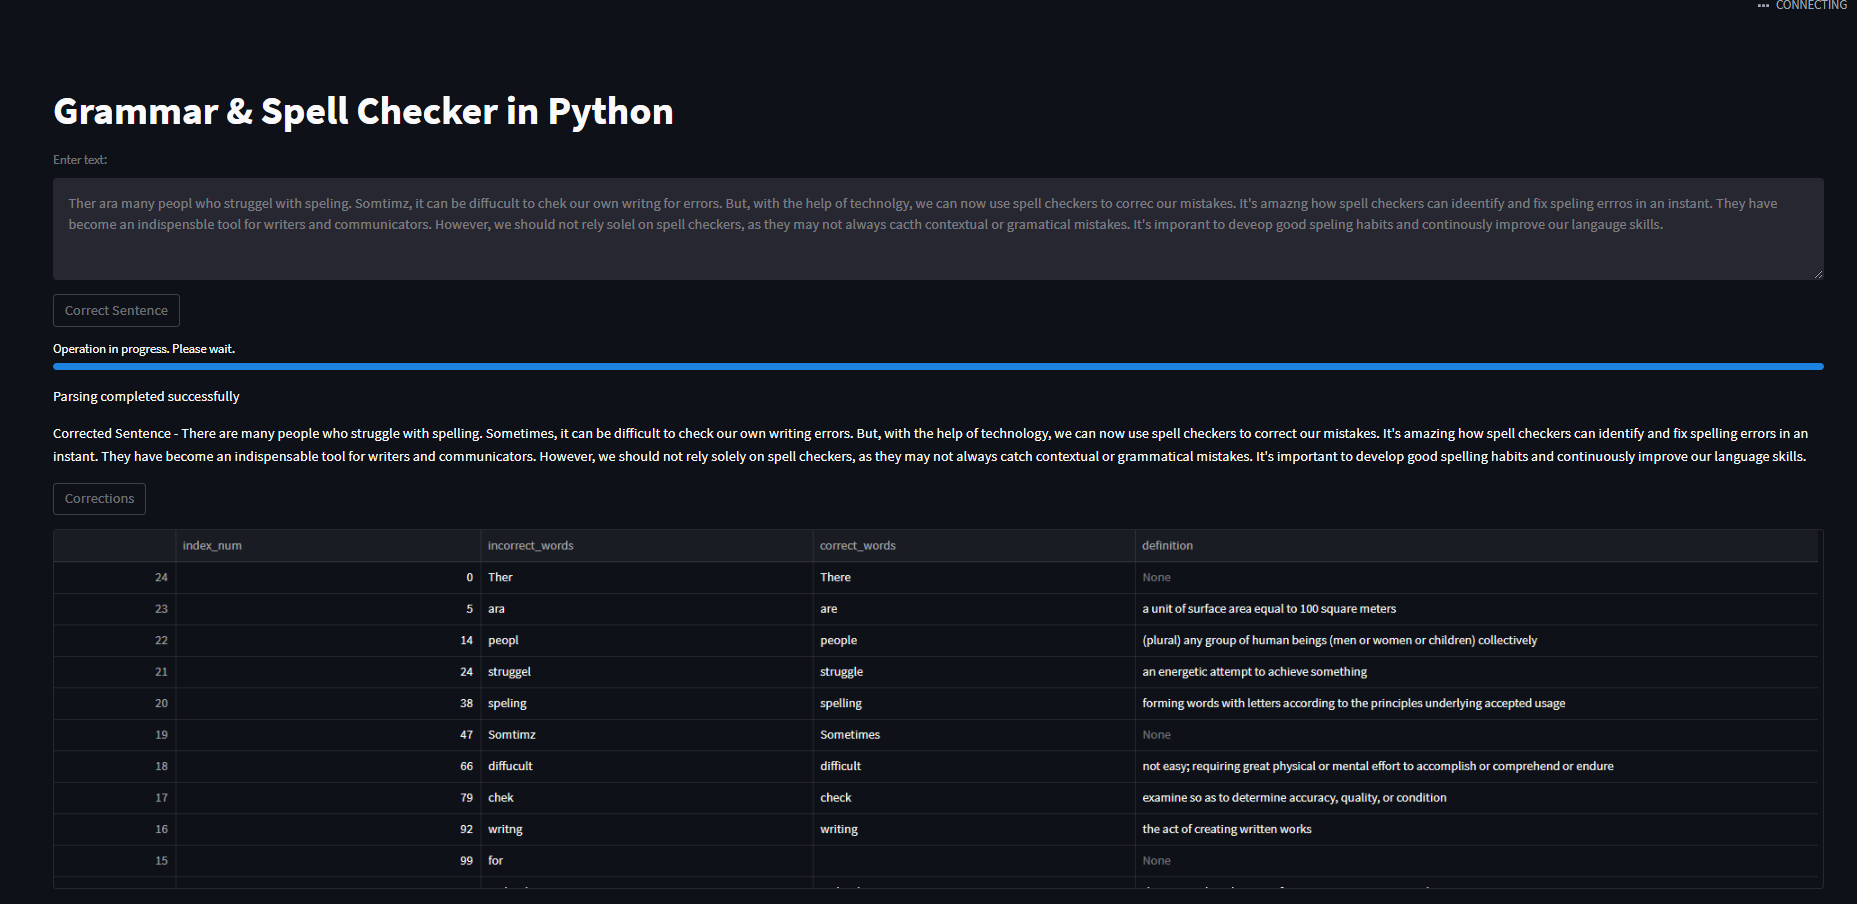 CONNECTING
Grammar & Spell Checker in Python
Enter text:
Ther ara many peopl who struggel with speling. Somtimz, it can be diffucult to chek our own writng for errors. But, with the help of technolgy, we can now use spell checkers to correc our mistakes. It's amazng how spell checkers can ideentify and fix speling errros in an instant. They have
become an indispensble tool for writers and communicators. However, we should not rely solel on spell checkers, as they may not always cacth contextual or gramatical mistakes. It's imporant to deveop good speling habits and continously improve our langauge skills.
Correct Sentence
Operation in progress. Please wait.
Parsing completed successfully
Corrected Sentence - There are many people who struggle with spelling. Sometimes, it can be difficult to check our own writing errors. But, with the help of technology, we can now use spell checkers to correct our mistakes. It's amazing how spell checkers can identify and fix spelling errors in an
instant. They have become an indispensable tool for writers and communicators. However, we should not rely solely on spell checkers, as they may not always catch contextual or grammatical mistakes. It's important to develop good spelling habits and continuously improve our language skills.
Corrections
index_num incorrect_words correct_words definition
24 0 Ther There None
23 5 ara are a unit of surface area equal to 100 square meters
22 14 peopl people (plural) any group of human beings (men or women or children) collectively
21 24 struggel struggle an energetic attempt to achieve something
20 38 speling spelling forming words with letters according to the principles underlying accepted usage
19 47 Somtimz Sometimes None
18 66 diffucult difficult not easy; requiring great physical or mental effort to accomplish or comprehend or endure
17 79 chek check examine so as to determine accuracy, quality, or condition
16 92 writng writing the act of creating written works
15 99 for None